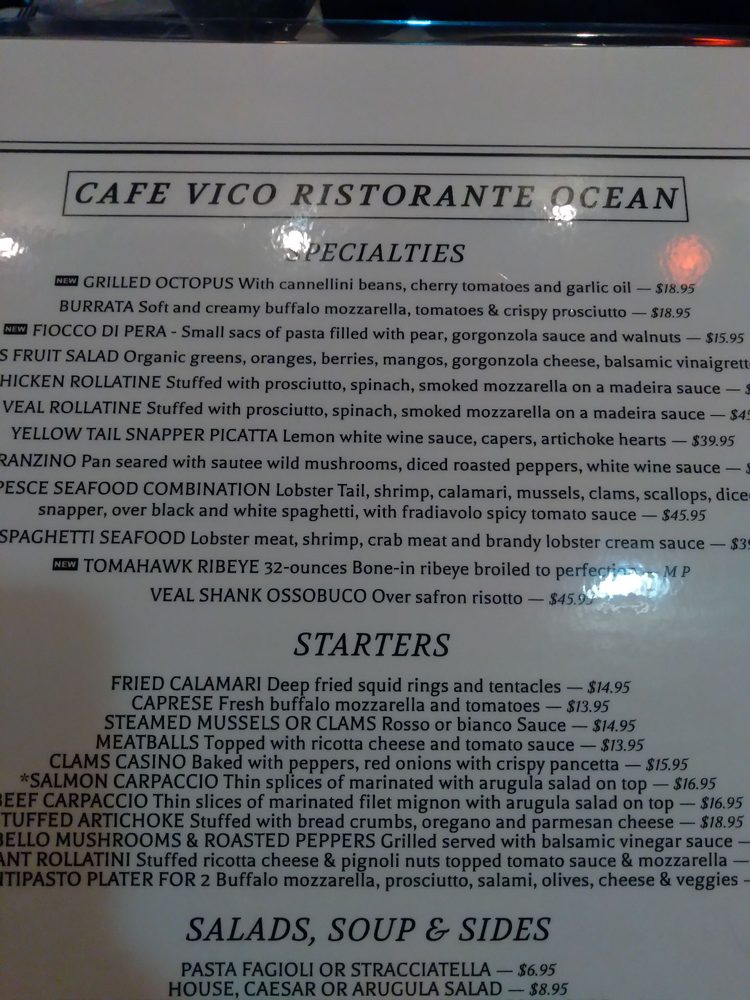 CAFE VICO RISTORANTE OCEAN
SPECIALTIES
NEW GRILLED OCTOPUS With cannellini beans, cherry tomatoes and garlic oil — $18.95
BURRATA Soft and creamy buffalo mozzarella, tomatoes & crispy prosciutto — $18.95
NEW FIOCCO DI PERA - Small sacs of pasta filled with pear, gorgonzola sauce and walnuts — $15.95
S FRUIT SALAD Organic greens, oranges, berries, mangos, gorgonzola cheese, balsamic vinaigrett
HICKEN ROLLATINE Stuffed with prosciutto, spinach, smoked mozzarella on a madeira sauce — $
VEAL ROLLATINE Stuffed with prosciutto, spinach, smoked mozzarella on a madeira sauce — $45
YELLOW TAIL SNAPPER PICATTA Lemon white wine sauce, capers, artichoke hearts — $39.95
RANZINO Pan seared with sautee wild mushrooms, diced roasted peppers, white wine sauce — $
PESCE SEAFOOD COMBINATION Lobster Tail, shrimp, calamari, mussels, clams, scallops, dice
snapper, over black and white spaghetti, with fradiavolo spicy tomato sauce — $45.95
SPAGHETTI SEAFOOD Lobster meat, shrimp, crab meat and brandy lobster cream sauce — $39
NEW TOMAHAWK RIBEYE 32-ounces Bone-in ribeye broiled to perfection — M P
VEAL SHANK OSSOBUCO Over safron risotto — $45.95
STARTERS
FRIED CALAMARI Deep fried squid rings and tentacles — $14.95
CAPRESE Fresh buffalo mozzarella and tomatoes — $13.95
STEAMED MUSSELS OR CLAMS Rosso or bianco Sauce — $14.95
MEATBALLS Topped with ricotta cheese and tomato sauce — $13.95
CLAMS CASINO Baked with peppers, red onions with crispy pancetta — $15.95
*SALMON CARPACCIO Thin splices of marinated with arugula salad on top — $16.95
BEEF CARPACCIO Thin slices of marinated filet mignon with arugula salad on top — $16.95
TUFFED ARTICHOKE Stuffed with bread crumbs, oregano and parmesan cheese — $18.95
BELLO MUSHROOMS & ROASTED PEPPERS Grilled served with balsamic vinegar sauce —
ANT ROLLATINI Stuffed ricotta cheese & pignoli nuts topped tomato sauce & mozzarella —
NTIPASTO PLATER FOR 2 Buffalo mozzarella, prosciutto, salami, olives, cheese & veggies -
SALADS, SOUP & SIDES
PASTA FAGIOLI OR STRACCIATELLA — $6.95
HOUSE, CAESAR OR ARUGULA SALAD — $8.95